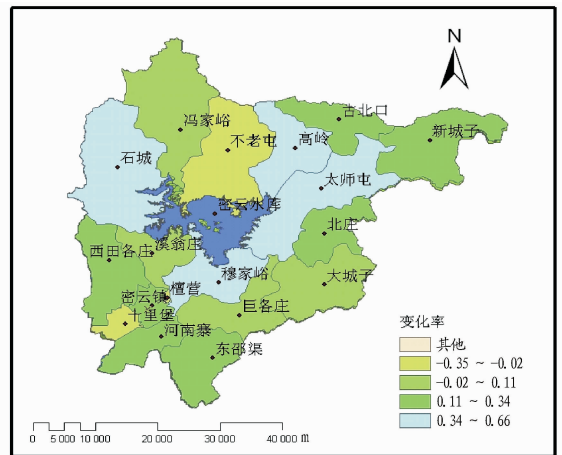 N
古北口
冯家峪
新城子
不老屯
高岭
石城
太师屯
密云水库
北庄
溪翁庄
西田各庄
穆家峪
大城子
檀营
密云镇
巨各庄
十里堡
河南寨
东邵渠
变化率
其他
-0.35 ~ -0.02
-0.02 ~ 0.11
0.11 ~ 0.34
0.34 ~ 0.66
0 5 000 10 000 20 000 30 000 40 000 m